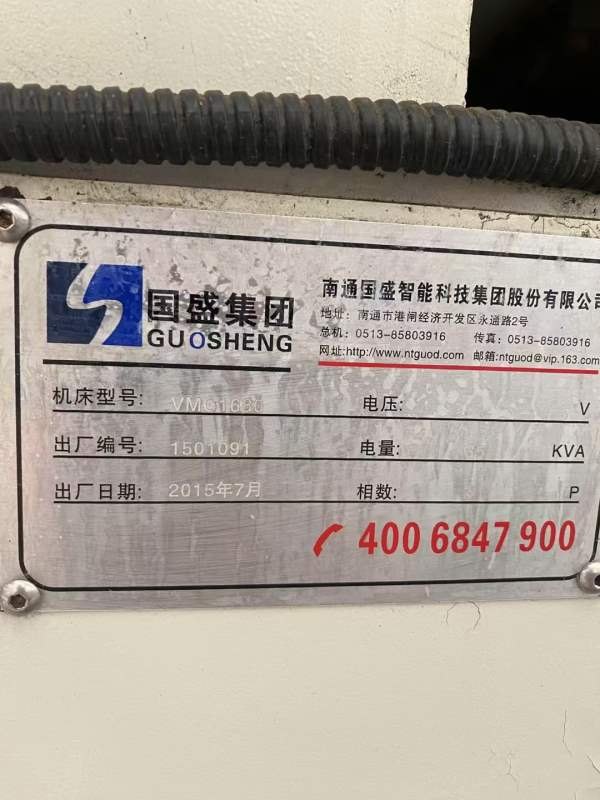 国盛集团
GUOSHENG
南通国盛智能科技集团股份有限公司
地址: 南通市港闸经济开发区永通路2号
总机: 0513-85803916 传真: 0513-85803916
网址:http://www.ntguod.com 邮箱:ntguod@vip.163.com
机床型号: 电压: V
出厂编号: 1501091 电量: KVA
出厂日期: 2015年7月 相数: P
400 6847 900